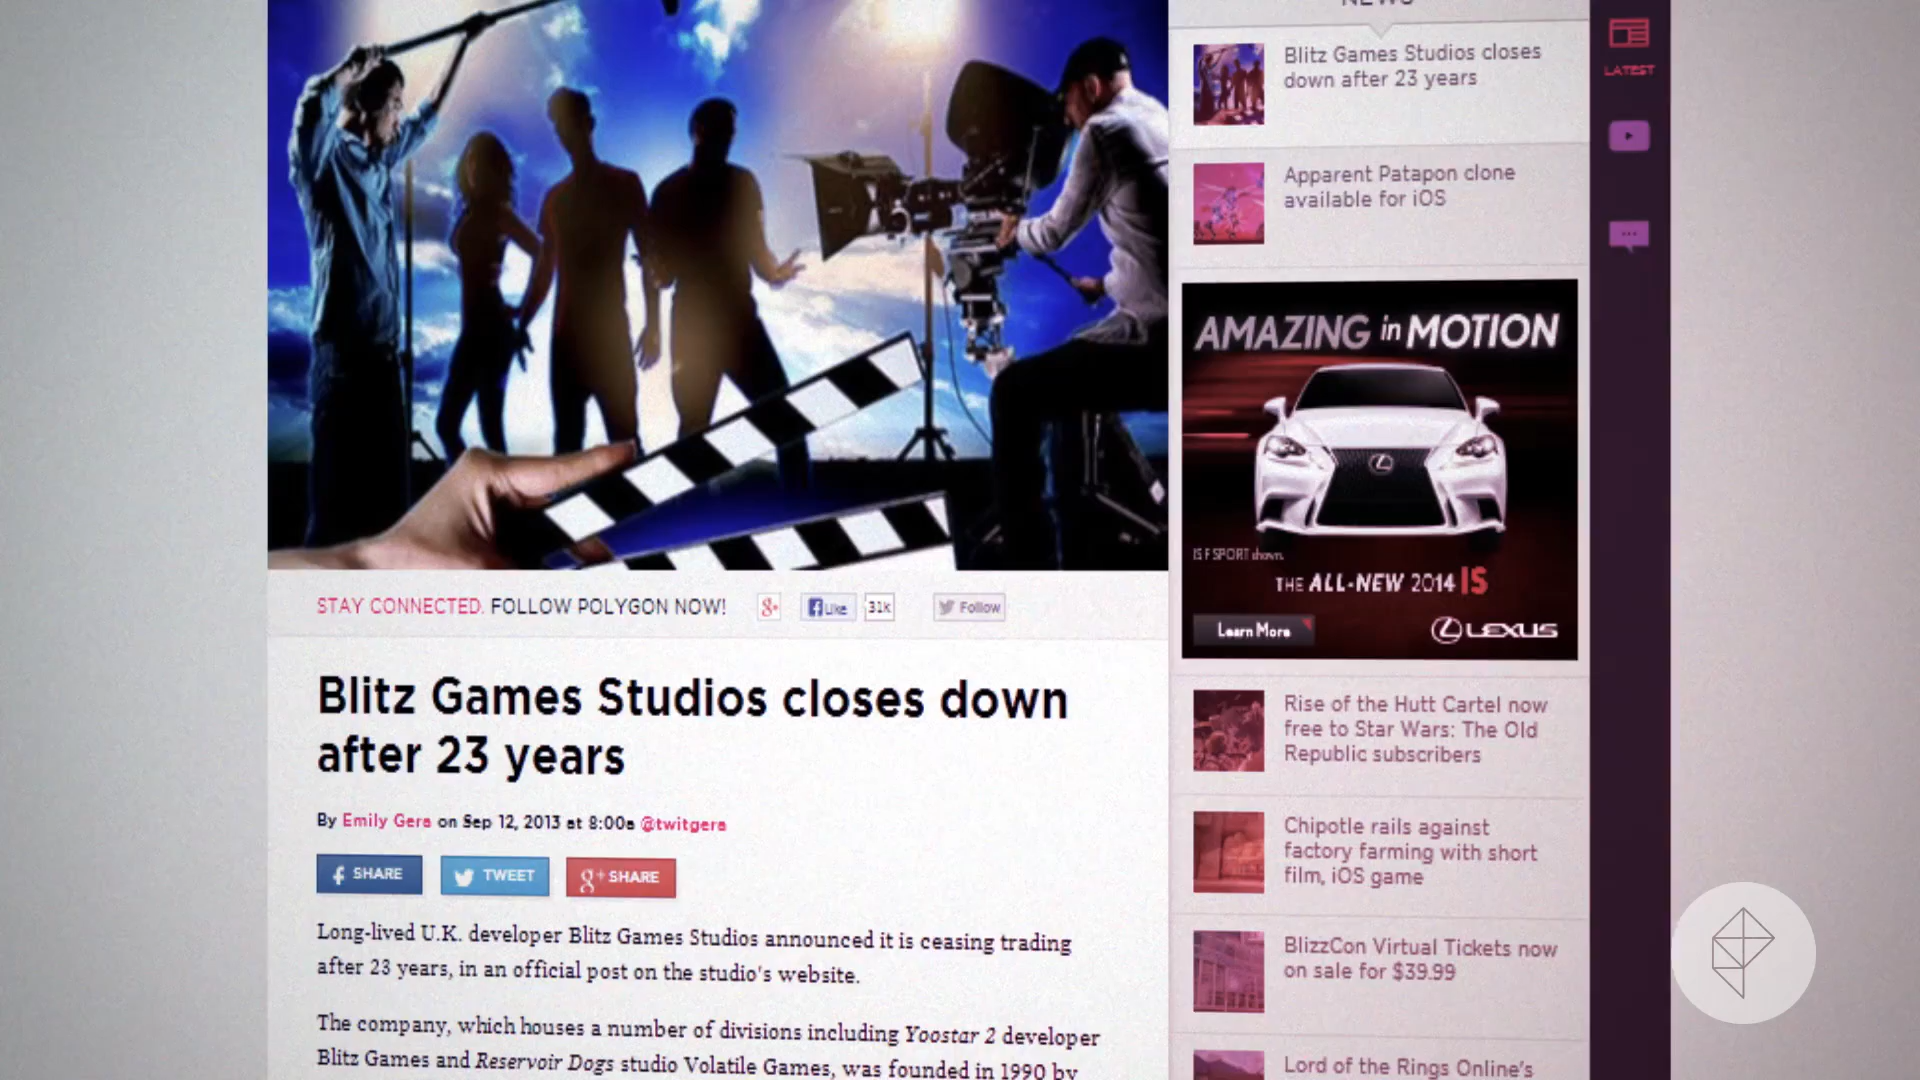 NEWS
Blitz Games Studios closes
down after 23 years
LATEST
Apparent Patapon clone
available for iOS
AMAZING in MOTION
IS F SPORT shown.
THE ALL-NEW 2014 IS
Learn More
LEXUS
STAY CONNECTED. FOLLOW POLYGON NOW!
g+
Like
31k
Follow
Blitz Games Studios closes down
after 23 years
By Emily Gera on Sep 12, 2013 at 8:00a @twitgera
SHARE
TWEET
g+ SHARE
Long-lived U.K. developer Blitz Games Studios announced it is ceasing trading
after 23 years, in an official post on the studio's website.
The company, which houses a number of divisions including Yoostar 2 developer
Blitz Games and Reservoir Dogs studio Volatile Games, was founded in 1990 by
Rise of the Hutt Cartel now
free to Star Wars: The Old
Republic subscribers
Chipotle rails against
factory farming with short
film, iOS game
BlizzCon Virtual Tickets now
on sale for $39.99
Lord of the Rings Online's